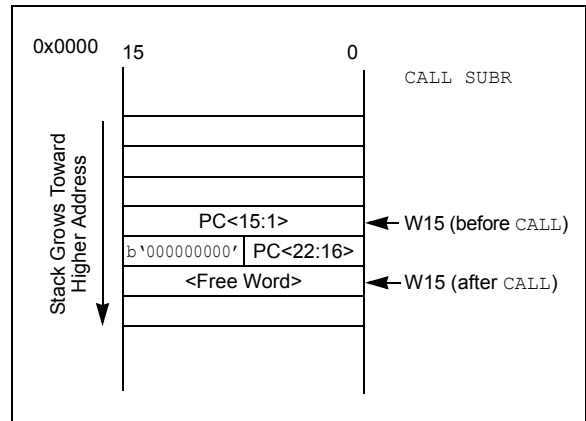 0x0000
15 0
CALL SUBR
Stack Grows Toward
Higher Address
PC<15:1>
W15 (before CALL)
b‘000000000’ PC<22:16>
<Free Word>
W15 (after CALL)